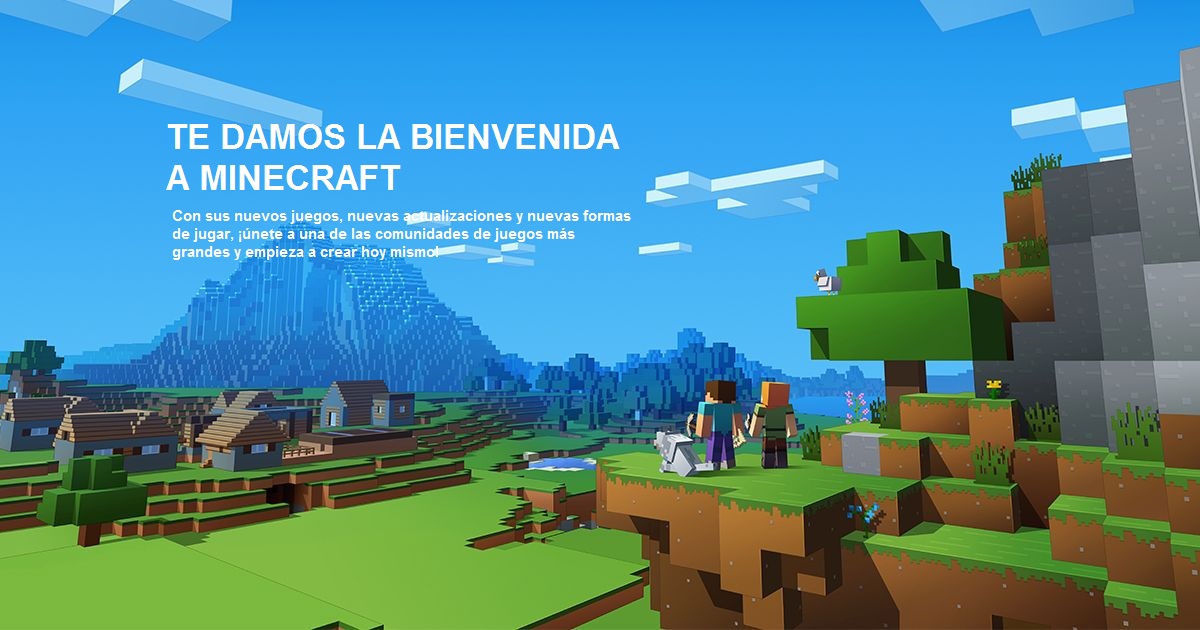 TE DAMOS LA BIENVENIDA
A MINECRAFT
Con sus nuevos juegos, nuevas actualizaciones y nuevas formas
de jugar, ¡únete a una de las comunidades de juegos más
grandes y empieza a crear hoy mismo!